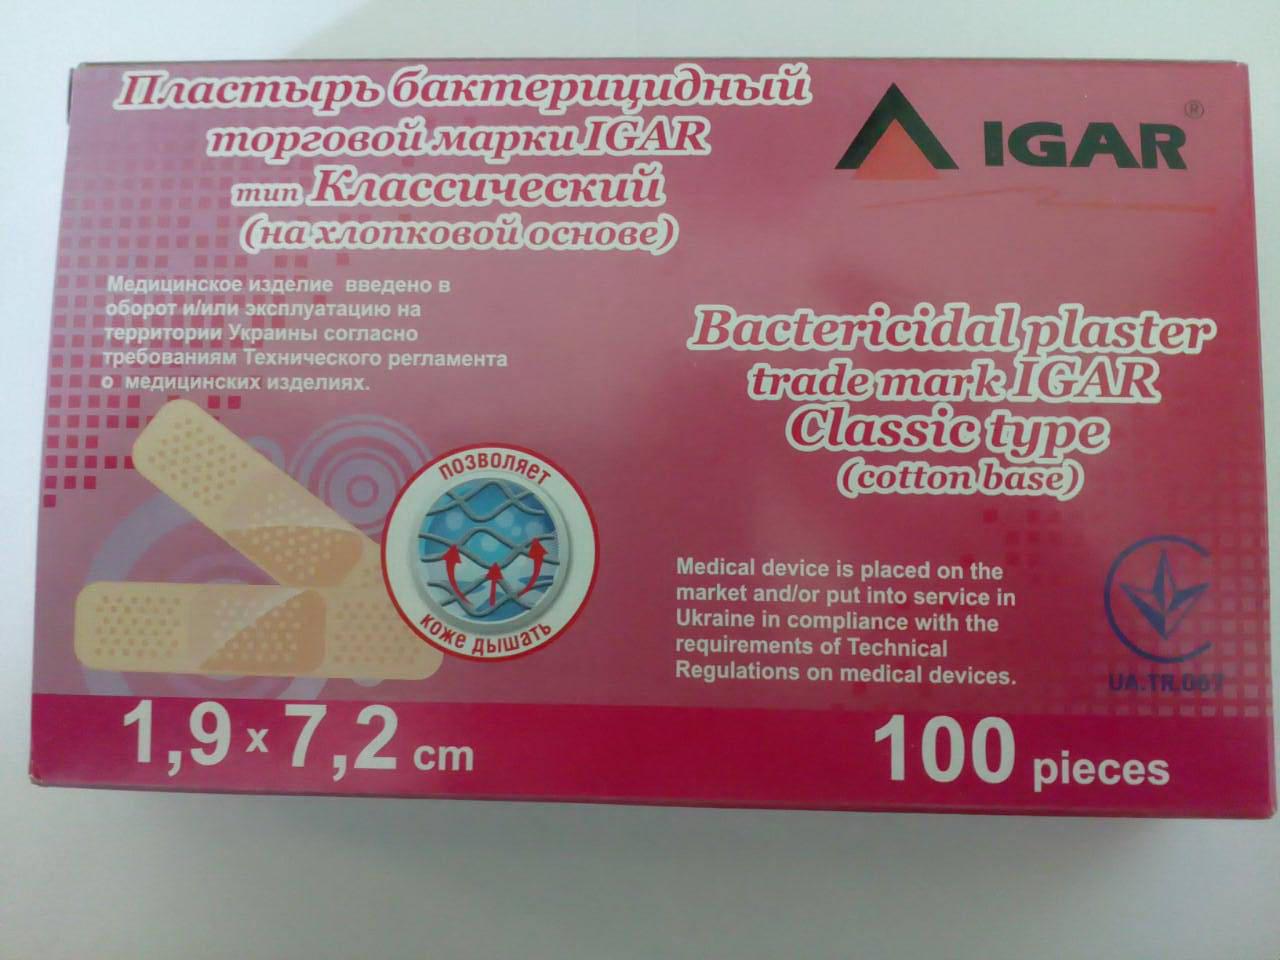 Пластырь бактерицидный
торговой марки IGAR
тип Классический
(на хлопковой основе)
IGAR®
Медицинское изделие введено в
оборот и/или эксплуатацию на
территории Украины согласно
требованиям Технического регламента
о медицинских изделиях.
Bactericidal plaster
trade mark IGAR
Classic type
(cotton base)
позволяет
коже дышать
Medical device is placed on the
market and/or put into service in
Ukraine in compliance with the
requirements of Technical
Regulations on medical devices.
UA.TR.067
1,9 x 7,2 cm
100 pieces